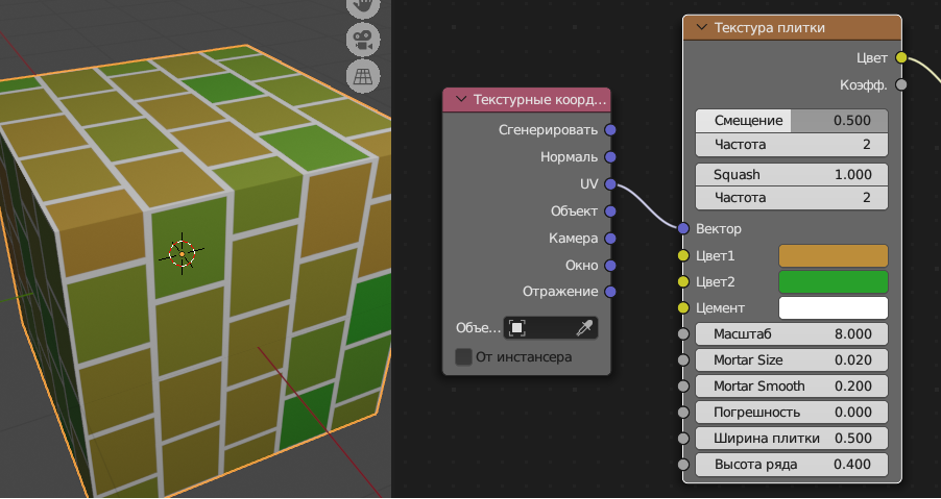 Текстурные коорд...
Сгенерировать
Нормаль
UV
Объект
Камера
Окно
Отражение
Объе...
От инстансера
Текстура плитки
Цвет
Коэфф.
Смещение 0.500
Частота 2
Squash 1.000
Частота 2
Вектор
Цвет1
Цвет2
Цемент
Масштаб 8.000
Mortar Size 0.020
Mortar Smooth 0.200
Погрешность 0.000
Ширина плитки 0.500
Высота ряда 0.400